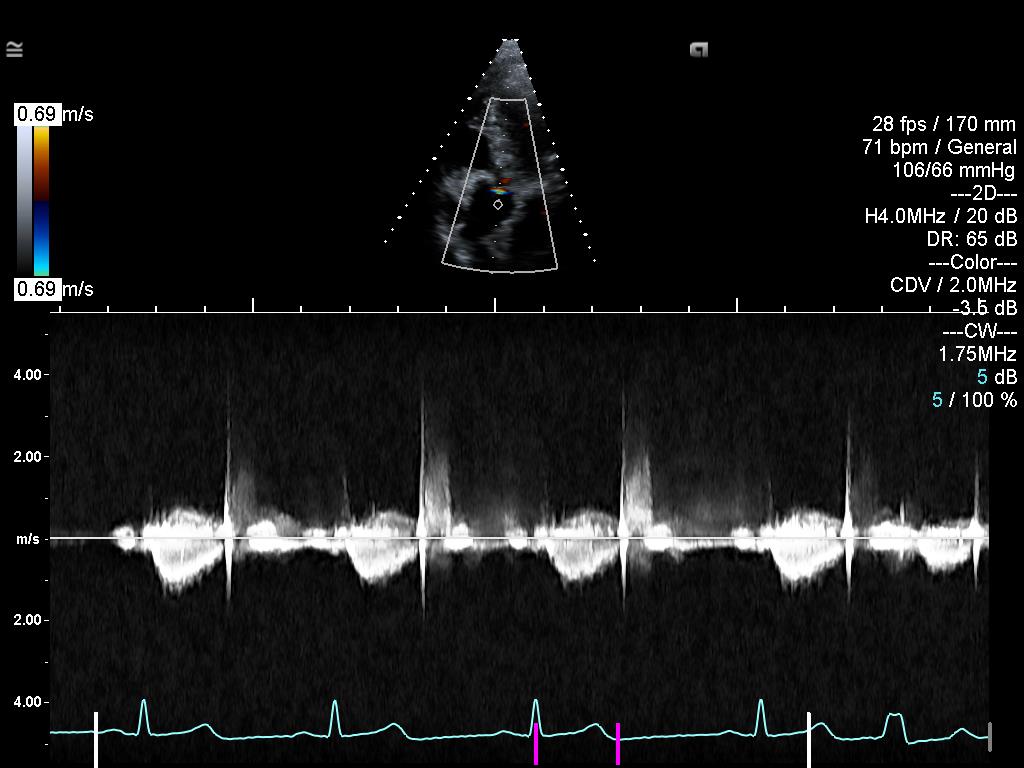 0.69 m/s
0.69 m/s
28 fps / 170 mm
71 bpm / General
106/66 mmHg
---2D---
H4.0MHz / 20 dB
DR: 65 dB
---Color---
CDV / 2.0MHz
-3.5 dB
---CW---
1.75MHz
5 dB
5 / 100 %
4.00
2.00
m/s
2.00
4.00